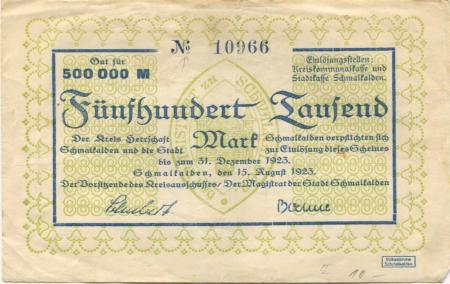 Gut für
500 000 M
№ 10966
Einlösungsstellen:
Kreiskommunalkasse und
Stadtkasse Schmalkalden.
Fünfhundert Tausend
Mark
Der Kreis Herrschaft
Schmalkalden und die Stadt
Schmalkalden verpflichten sich
zur Einlösung dieses Scheines
bis zum 31. Dezember 1923.
Schmalkalden, den 15. August 1923.
Der Vorsitzende des Kreisausschusses/ Der Magistrat der Stadt Schmalkalden
10 -